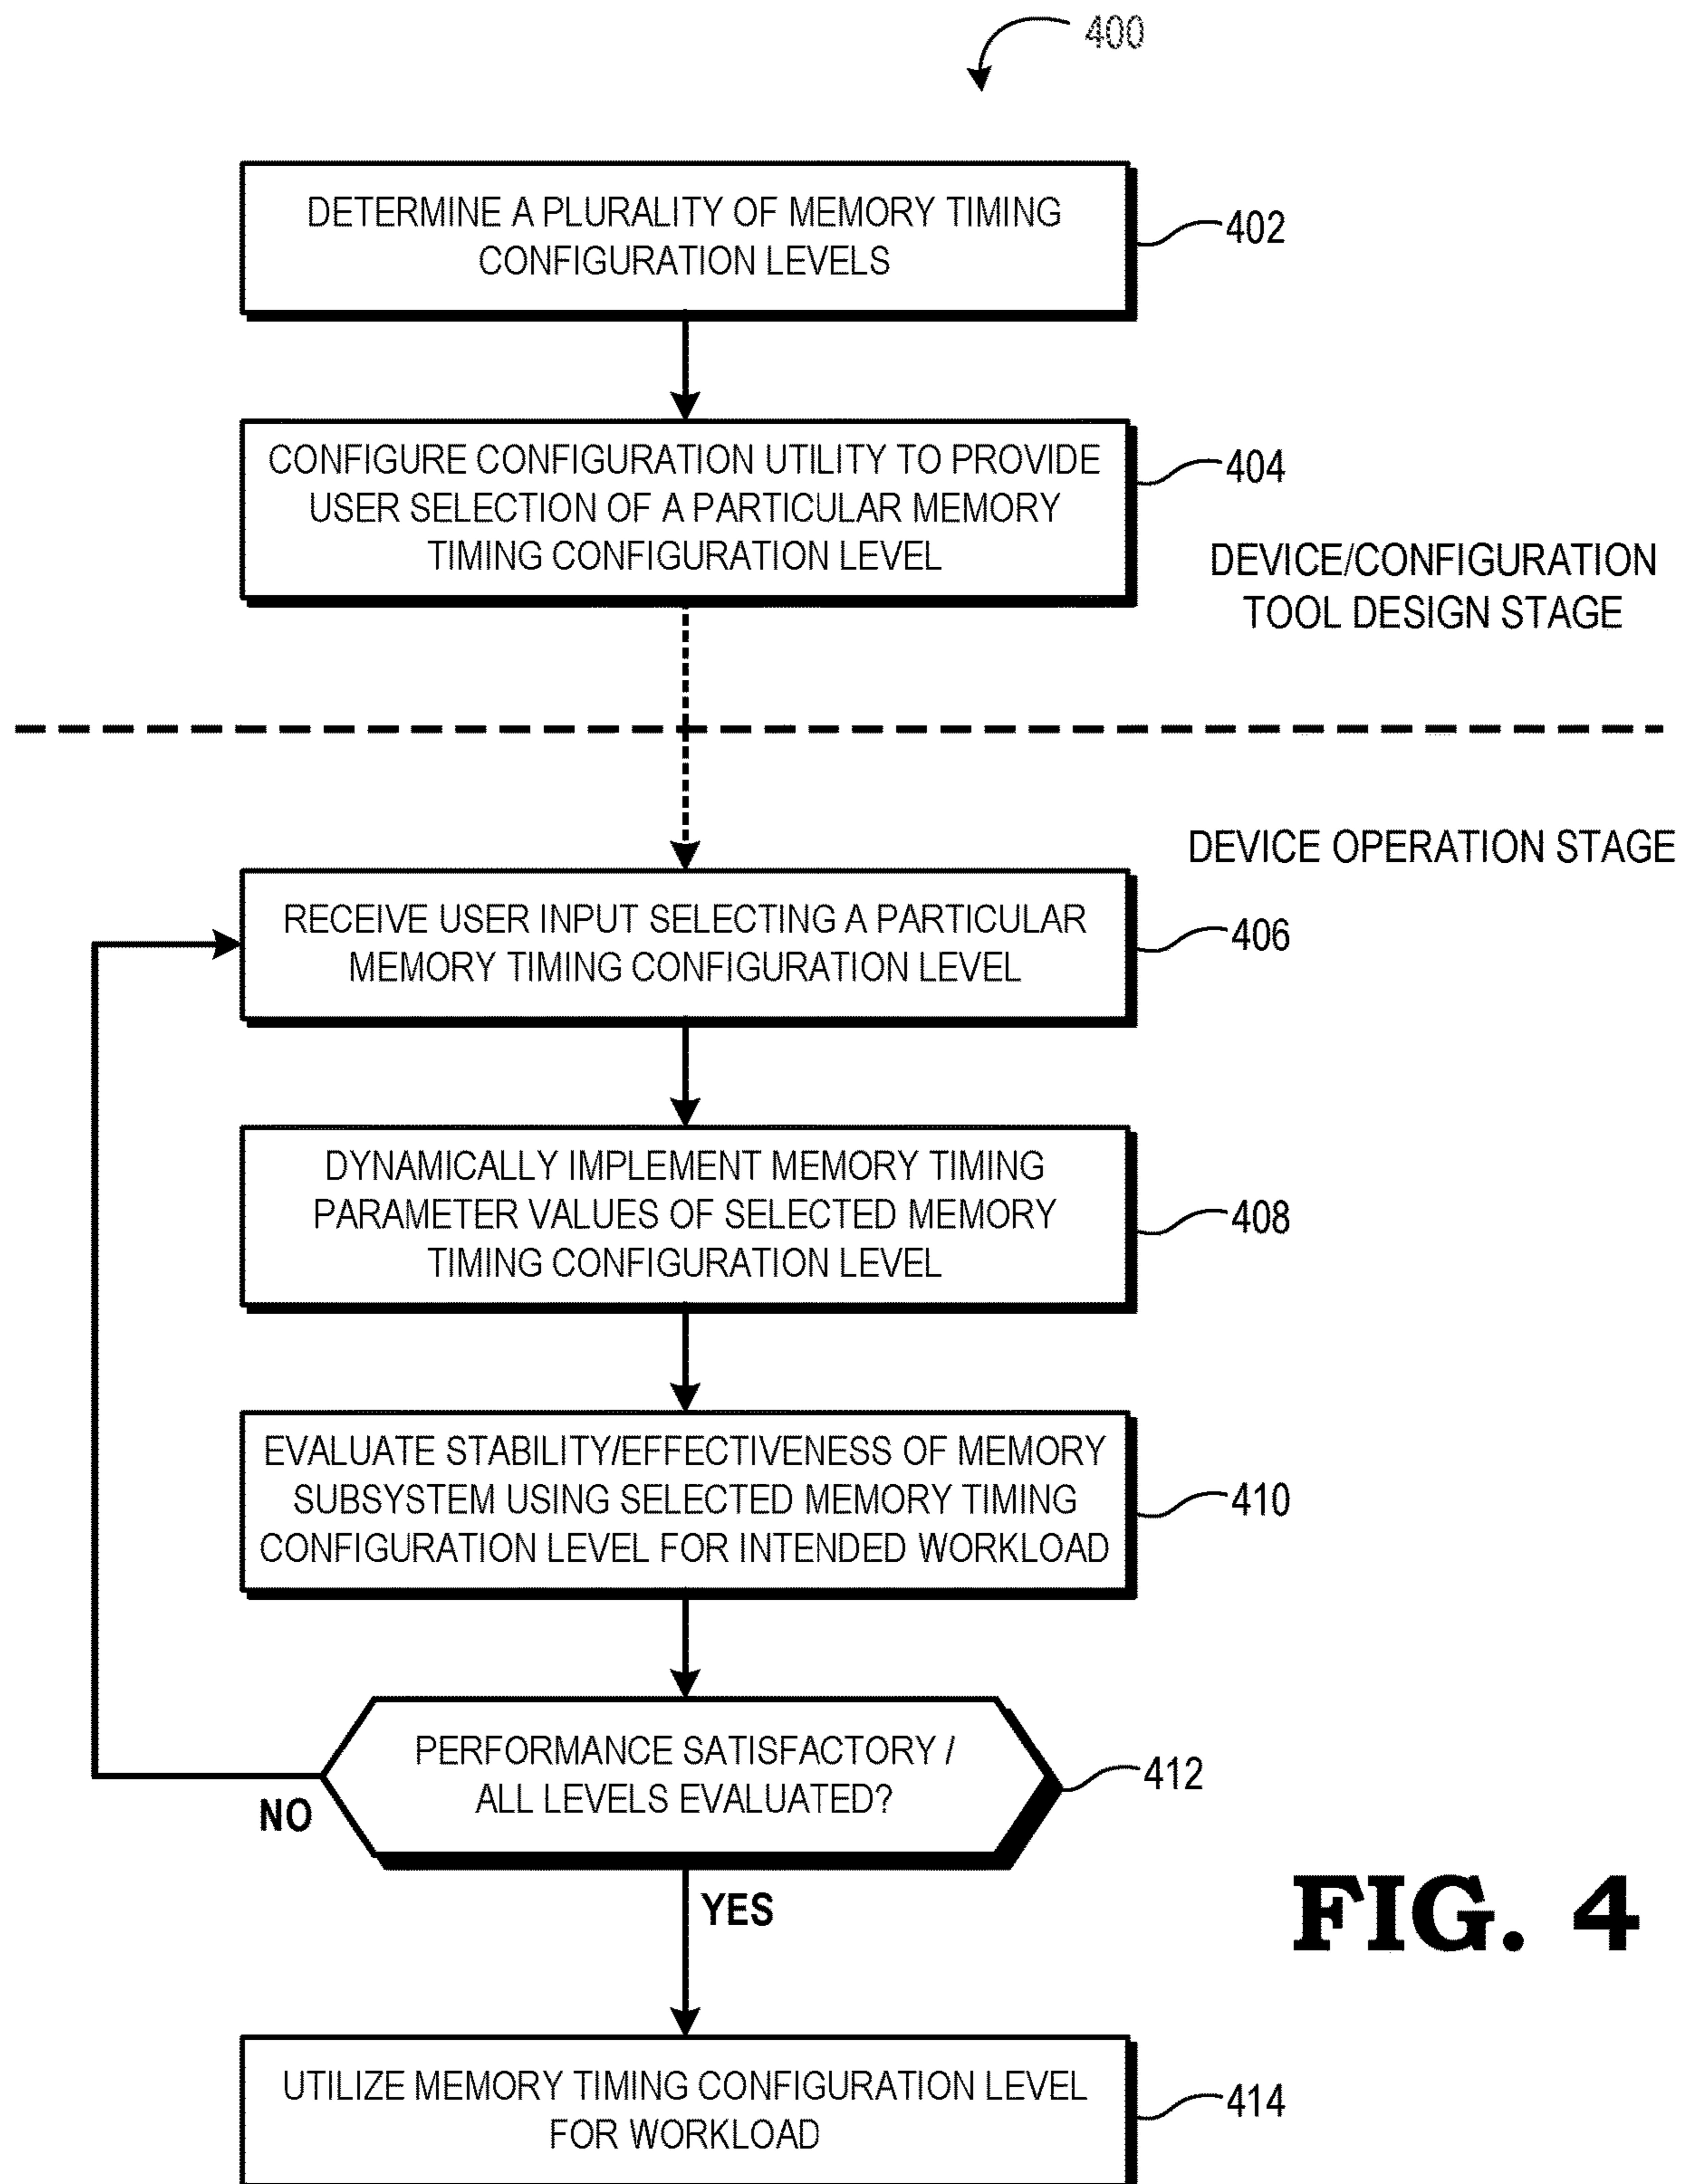 400
DETERMINE A PLURALITY OF MEMORY TIMING
CONFIGURATION LEVELS
402
CONFIGURE CONFIGURATION UTILITY TO PROVIDE
USER SELECTION OF A PARTICULAR MEMORY
TIMING CONFIGURATION LEVEL
404
DEVICE/CONFIGURATION
TOOL DESIGN STAGE
DEVICE OPERATION STAGE
RECEIVE USER INPUT SELECTING A PARTICULAR
MEMORY TIMING CONFIGURATION LEVEL
406
DYNAMICALLY IMPLEMENT MEMORY TIMING
PARAMETER VALUES OF SELECTED MEMORY
TIMING CONFIGURATION LEVEL
408
EVALUATE STABILITY/EFFECTIVENESS OF MEMORY
SUBSYSTEM USING SELECTED MEMORY TIMING
CONFIGURATION LEVEL FOR INTENDED WORKLOAD
410
PERFORMANCE SATISFACTORY /
ALL LEVELS EVALUATED?
412
NO
YES
FIG. 4
UTILIZE MEMORY TIMING CONFIGURATION LEVEL
FOR WORKLOAD
414